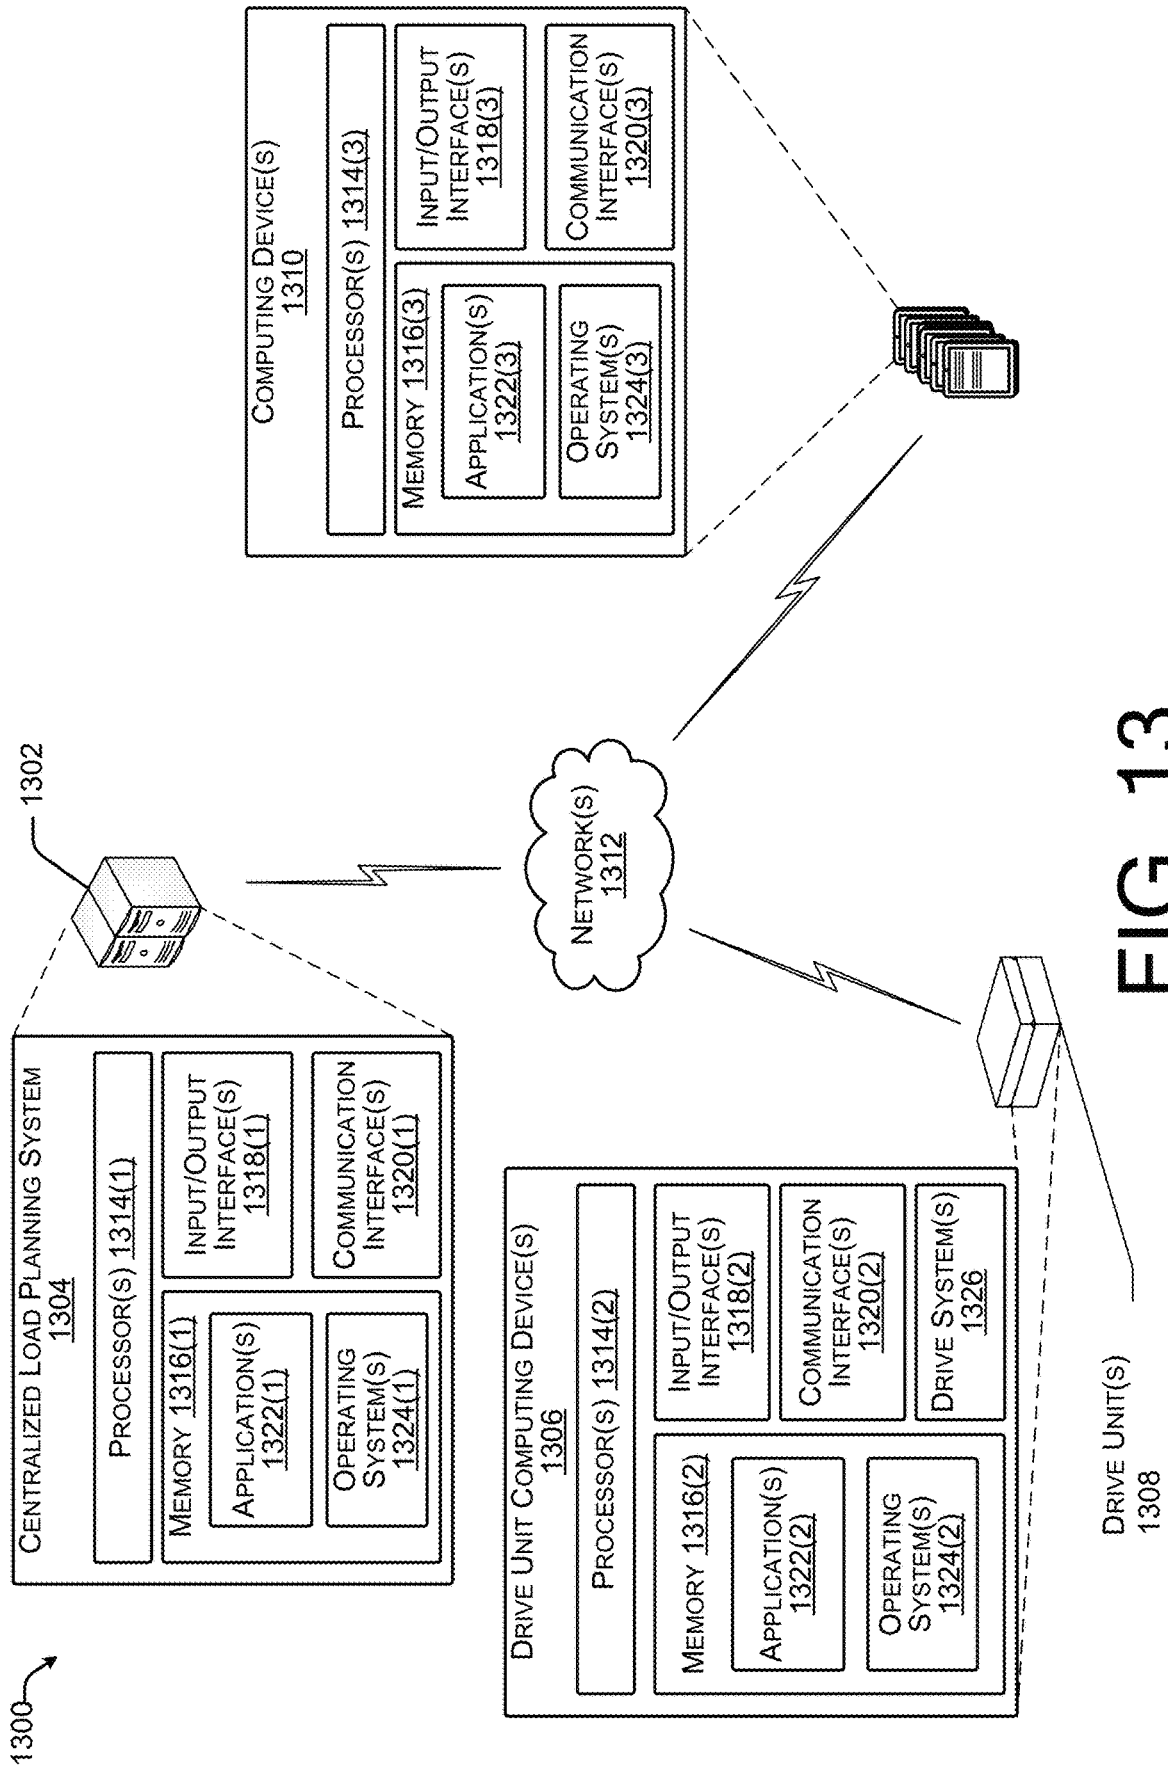 1300
CENTRALIZED LOAD PLANNING SYSTEM
1304
PROCESSOR(S) 1314(1)
MEMORY 1316(1)
APPLICATION(S)
1322(1)
OPERATING
SYSTEM(S)
1324(1)
INPUT/OUTPUT
INTERFACE(S)
1318(1)
COMMUNICATION
INTERFACE(S)
1320(1)
1302
COMPUTING DEVICE(S)
1310
PROCESSOR(S) 1314(3)
MEMORY 1316(3)
APPLICATION(S)
1322(3)
OPERATING
SYSTEM(S)
1324(3)
INPUT/OUTPUT
INTERFACE(S)
1318(3)
COMMUNICATION
INTERFACE(S)
1320(3)
NETWORK(S)
1312
DRIVE UNIT COMPUTING DEVICE(S)
1306
PROCESSOR(S) 1314(2)
MEMORY 1316(2)
APPLICATION(S)
1322(2)
OPERATING
SYSTEM(S)
1324(2)
INPUT/OUTPUT
INTERFACE(S)
1318(2)
COMMUNICATION
INTERFACE(S)
1320(2)
DRIVE SYSTEM(S)
1326
DRIVE UNIT(S)
1308
FIG. 13